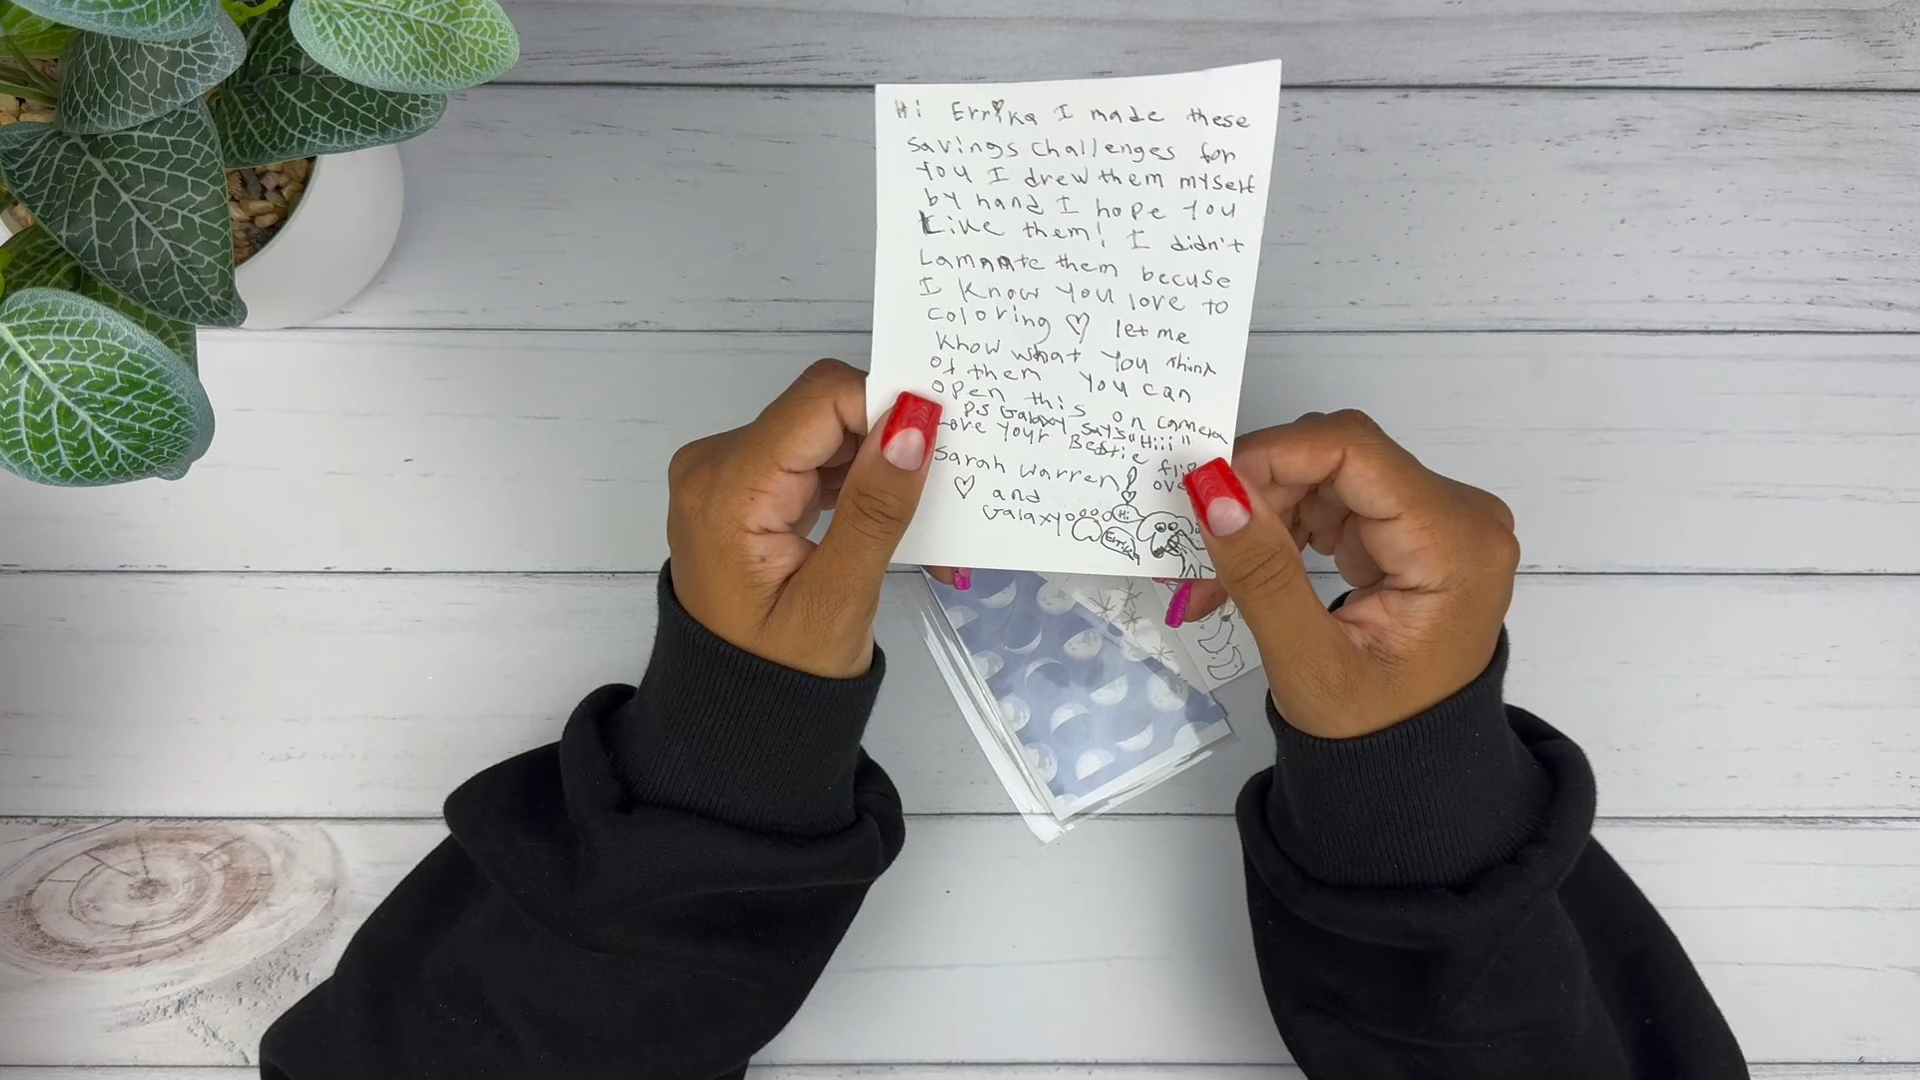 Hi Errika I made these
savings challenges for
You I drew them myself
by hand I hope You
Like them! I didn't
Lamnate them becuse
I know You love to
coloring ♡ let me
know what You think
of them You can
open this on camera
PS Galaxy says "Hiii"
Love Your Bestie flip
Sarah Warren! over
♡ and
Galaxy
Hi
Errika